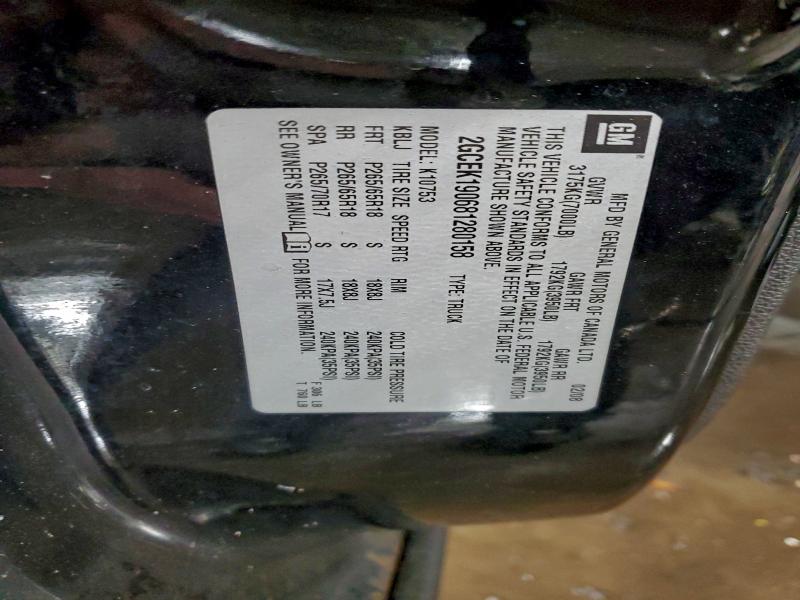 GM®
MFD BY GENERAL MOTORS OF CANADA LTD. 02/08
GVWR GAWR FRT GAWR RR
3175KG(7000LB) 1792KG(3950LB) 1792KG(3950LB)
THIS VEHICLE CONFORMS TO ALL APPLICABLE U.S. FEDERAL MOTOR
VEHICLE SAFETY STANDARDS IN EFFECT ON THE DATE OF
MANUFACTURE SHOWN ABOVE.
2GCEK190681280158 TYPE: TRUCK
MODEL: K10753
KBLJ TIRE SIZE SPEED RTG RIM COLD TIRE PRESSURE
FRT P265/65R18 S 18X8J 240KPA(35PSI)
RR P265/65R18 S 18X8J 240KPA(35PSI)
SPA P265/70R17 S 17X7.5J 240KPA(35PSI)
SEE OWNER'S MANUAL FOR MORE INFORMATION.